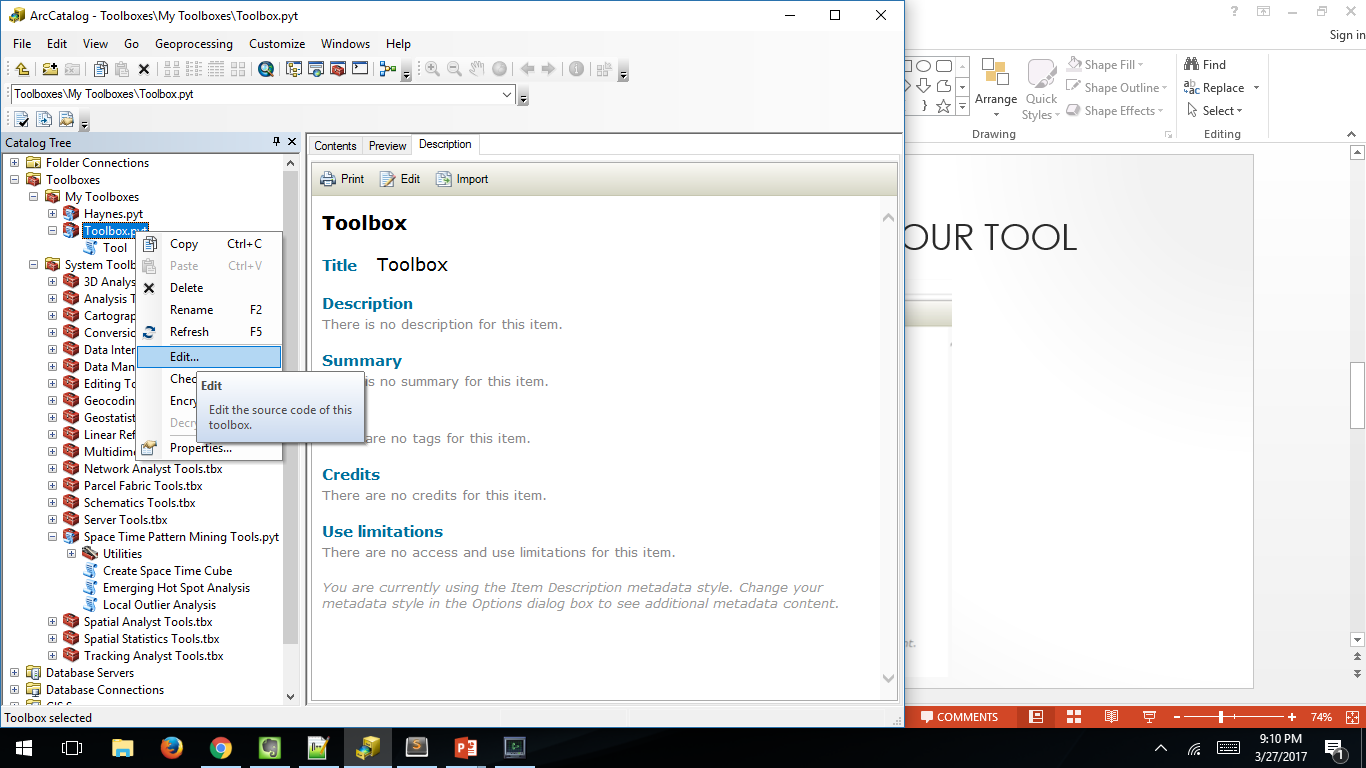 ArcCatalog - Toolboxes\My Toolboxes\Toolbox.pyt
File Edit View Go Geoprocessing Customize Windows Help
Toolboxes\My Toolboxes\Toolbox.pyt
Catalog Tree
Folder Connections
Toolboxes
My Toolboxes
Haynes.pyt
Toolbox.pyt
Tool
System Toolb
3D Analys
Analysis T
Cartograp
Conversio
Data Inter
Data Man
Editing To
Geocodin
Geostatist
Linear Ref
Multidime
Network Analyst Tools.tbx
Parcel Fabric Tools.tbx
Schematics Tools.tbx
Server Tools.tbx
Space Time Pattern Mining Tools.pyt
Utilities
Create Space Time Cube
Emerging Hot Spot Analysis
Local Outlier Analysis
Spatial Analyst Tools.tbx
Spatial Statistics Tools.tbx
Tracking Analyst Tools.tbx
Database Servers
Database Connections
Toolbox selected
Copy Ctrl+C
Paste Ctrl+V
Delete
Rename F2
Refresh F5
Edit...
Chec
Encry
Decry
Properties...
Edit
Edit the source code of this
toolbox.
Contents Preview Description
Print Edit Import
Toolbox
Title Toolbox
Description
There is no description for this item.
Summary
is no summary for this item.
are no tags for this item.
Credits
There are no credits for this item.
Use limitations
There are no access and use limitations for this item.
You are currently using the Item Description metadata style. Change your
metadata style in the Options dialog box to see additional metadata content.
Sign in
Arrange
Quick
Styles
Shape Fill
Shape Outline
Shape Effects
Drawing
Find
Replace
Select
Editing
OUR TOOL
COMMENTS
74%
9:10 PM
3/27/2017
1